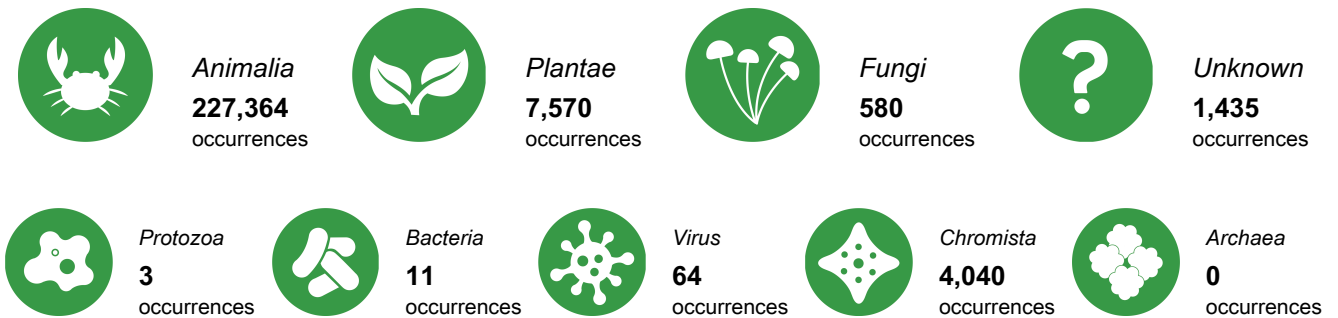 Animalia
227,364
occurrences
Plantae
7,570
occurrences
Fungi
580
occurrences
?
Unknown
1,435
occurrences
Protozoa
3
occurrences
Bacteria
11
occurrences
Virus
64
occurrences
Chromista
4,040
occurrences
Archaea
0
occurrences